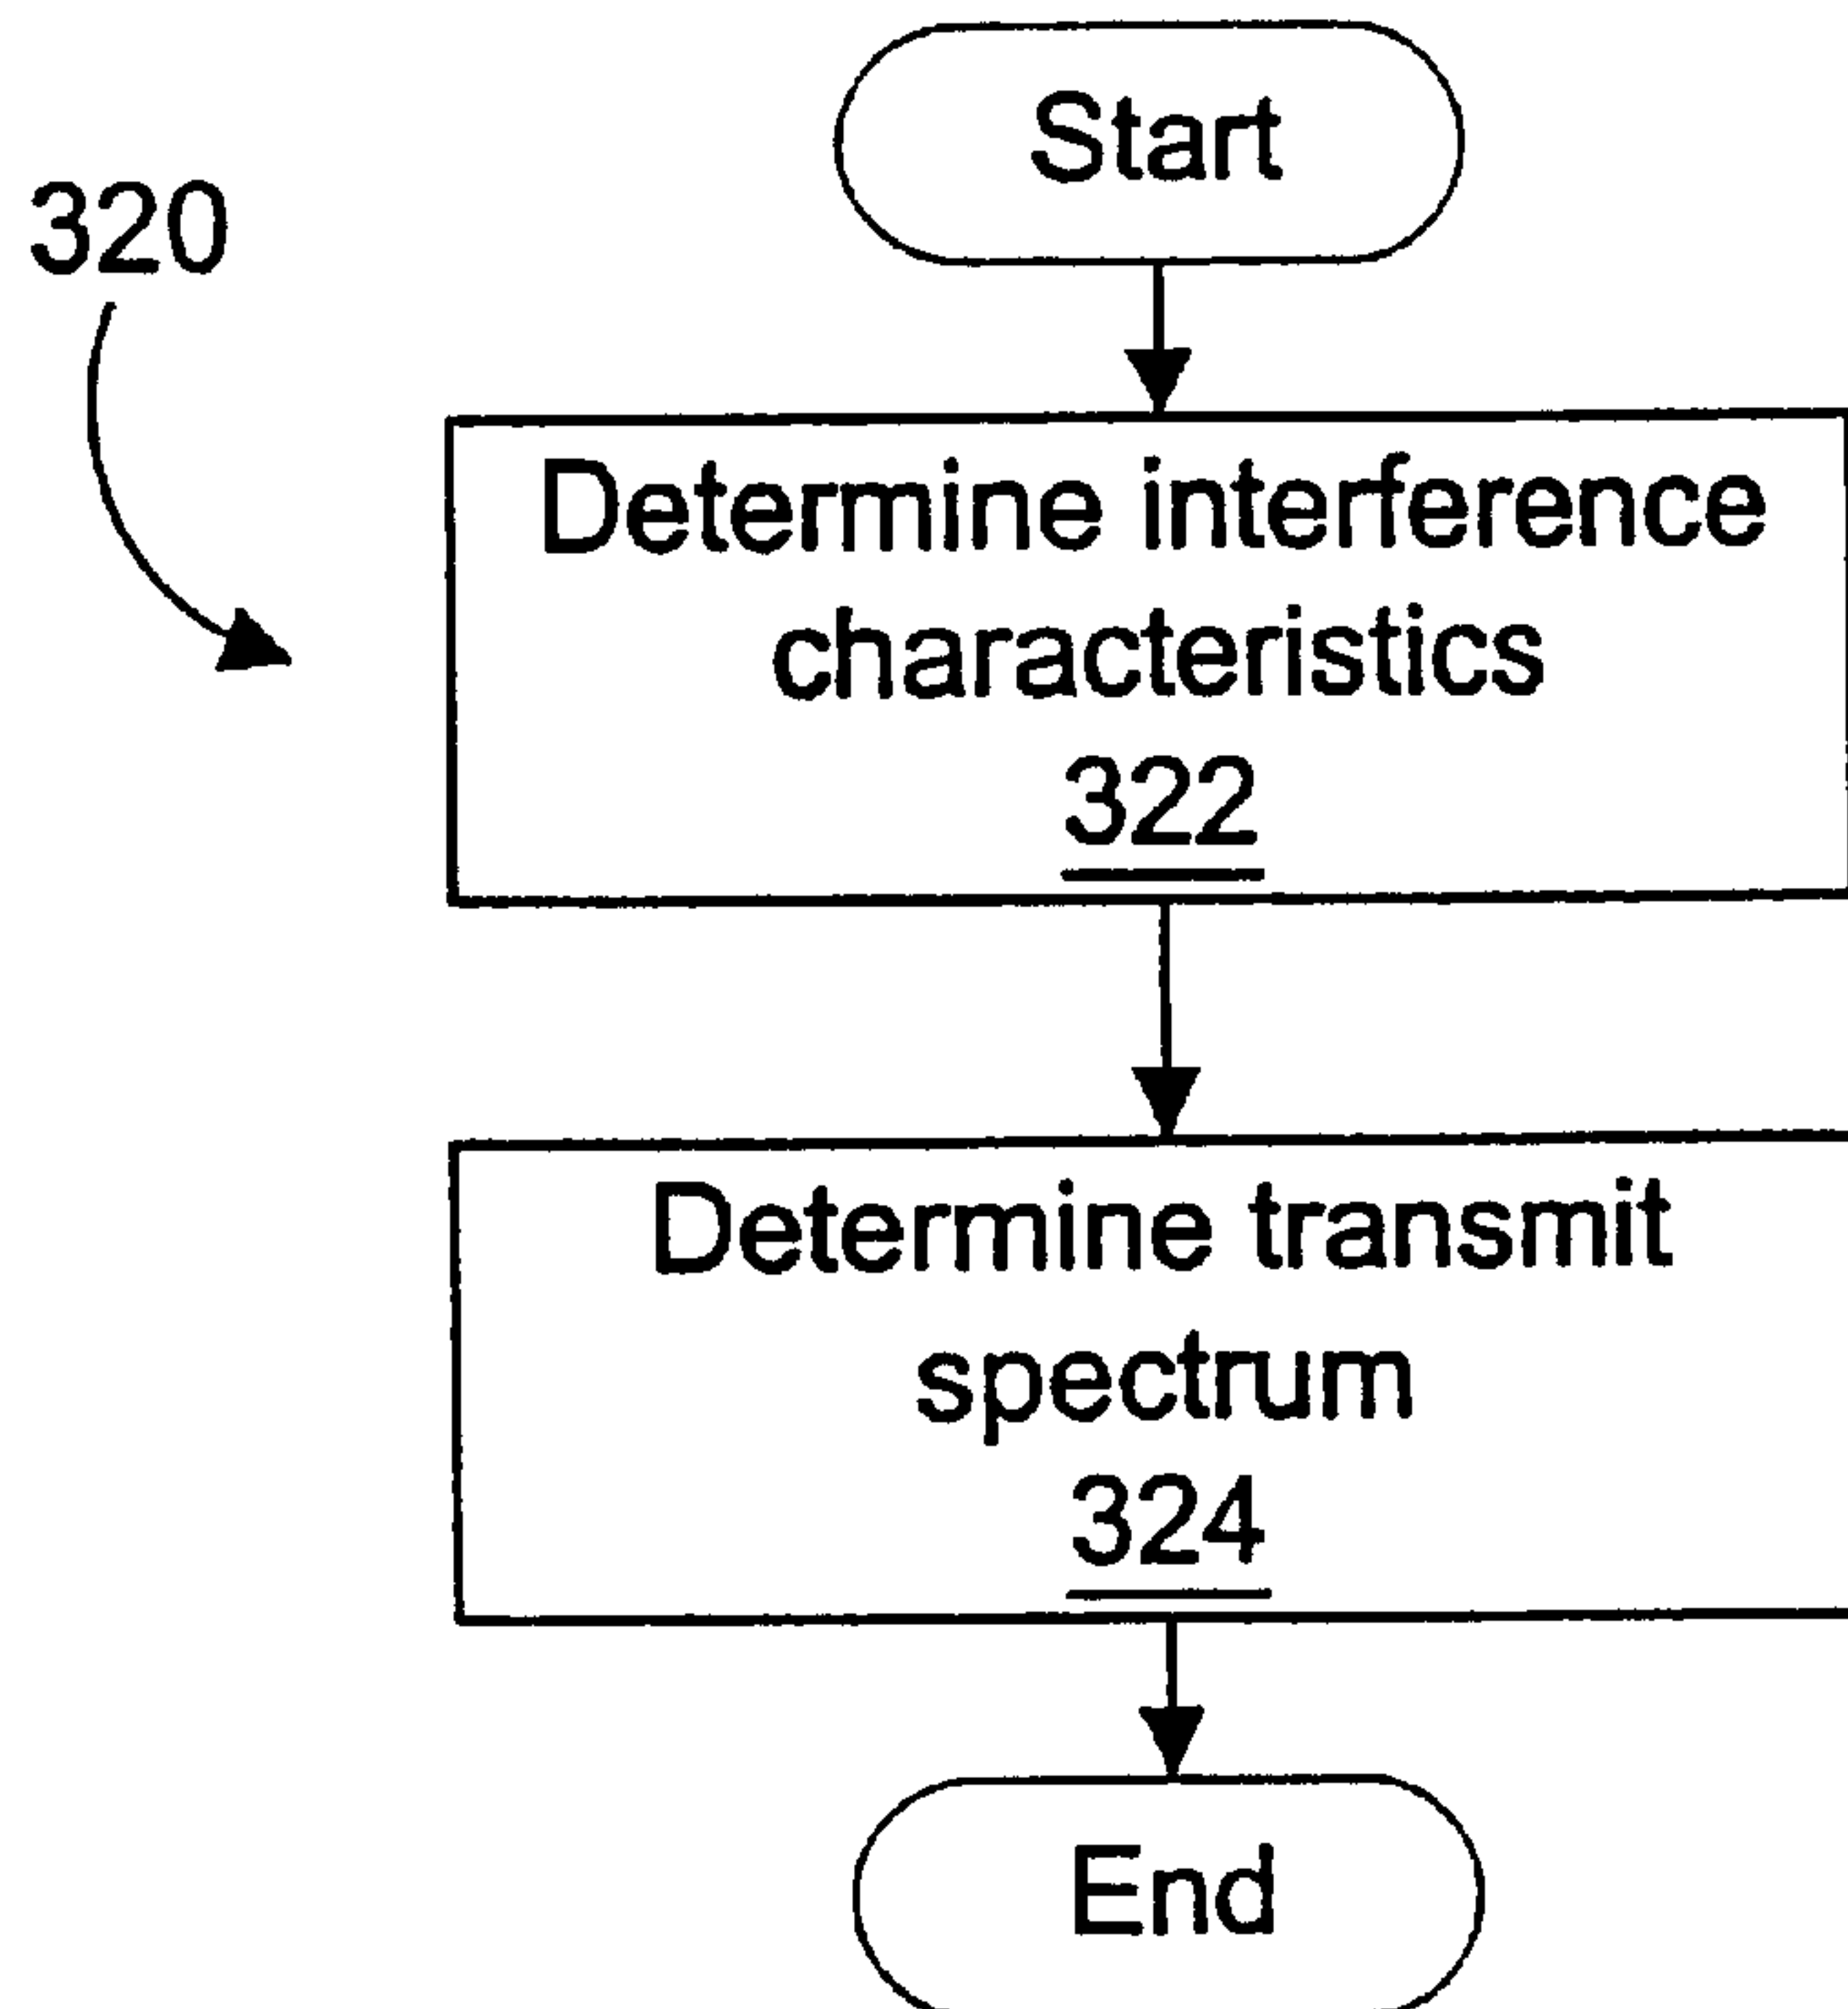 Start
320
Determine interference
characteristics
322
Determine transmit
spectrum
324
End